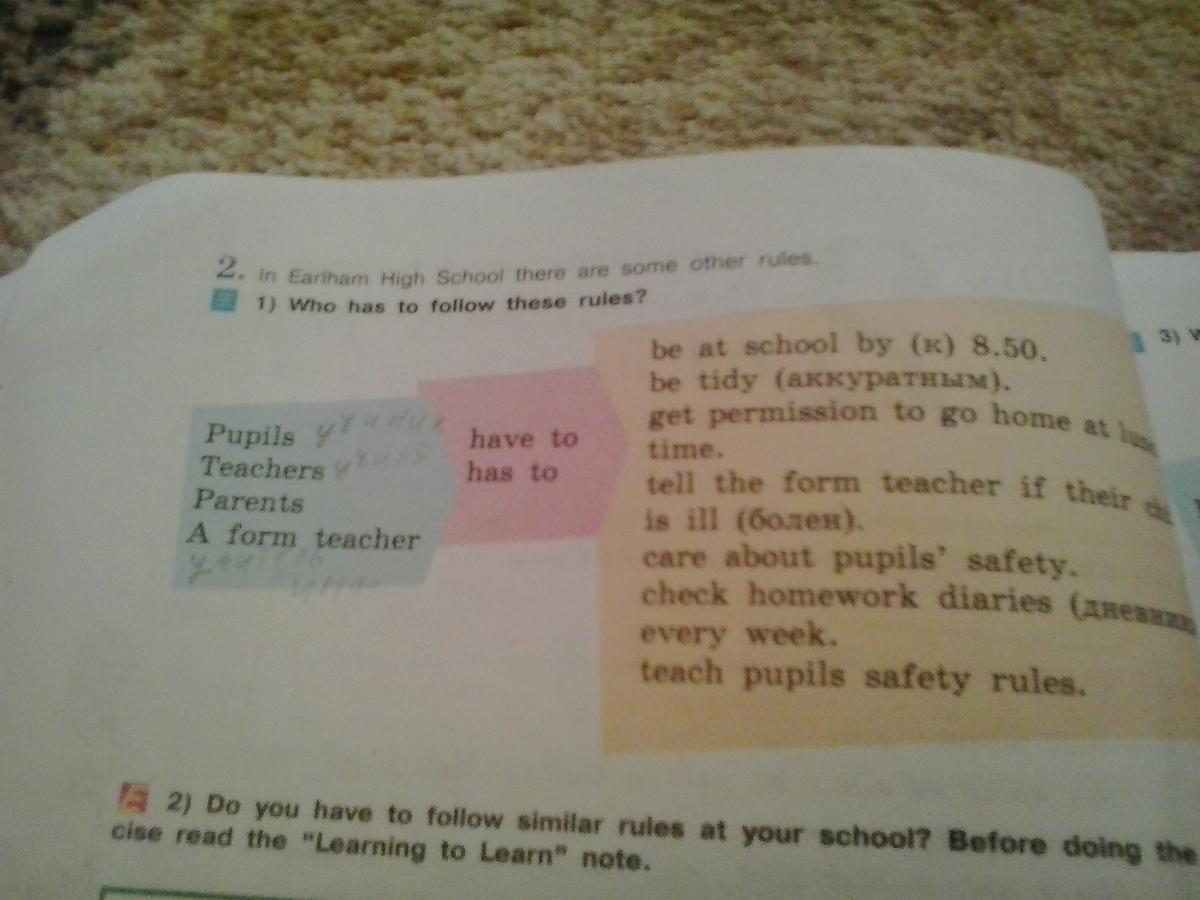 2. In Earlham High School there are some other rules.
1) Who has to follow these rules?
Pupils ученик
Teachers
Parents
A form teacher
have to
has to
be at school by (к) 8.50.
be tidy (аккуратным).
get permission to go home at
time.
tell the form teacher if their
is ill (болен).
care about pupils' safety.
check homework diaries
every week.
teach pupils safety rules.
3)
2) Do you have to follow similar rules at your school? Before doing the
cise read the "Learning to Learn" note.